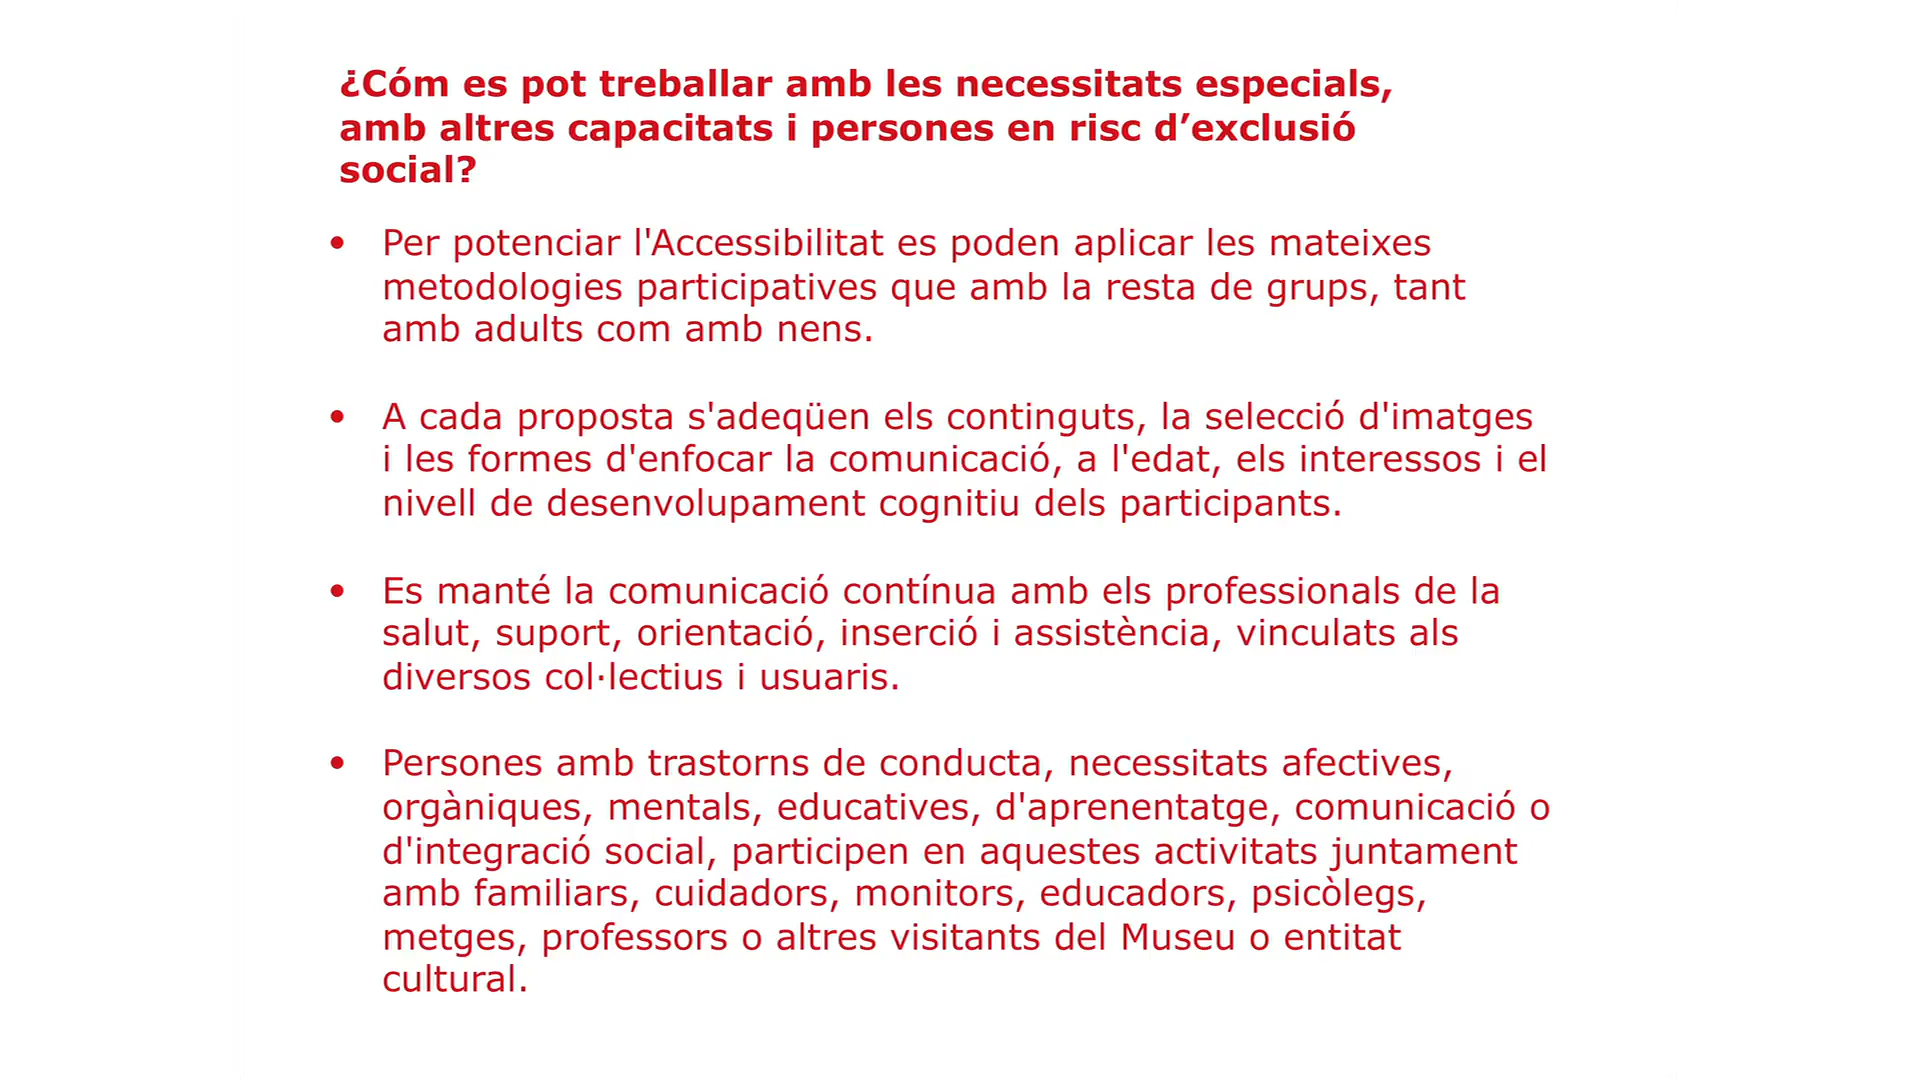 ¿Cóm es pot treballar amb les necessitats especials,
amb altres capacitats i persones en risc d’exclusió
social?
• Per potenciar l'Accessibilitat es poden aplicar les mateixes
metodologies participatives que amb la resta de grups, tant
amb adults com amb nens.
• A cada proposta s'adeqüen els continguts, la selecció d'imatges
i les formes d'enfocar la comunicació, a l'edat, els interessos i el
nivell de desenvolupament cognitiu dels participants.
• Es manté la comunicació contínua amb els professionals de la
salut, suport, orientació, inserció i assistència, vinculats als
diversos col·lectius i usuaris.
• Persones amb trastorns de conducta, necessitats afectives,
orgàniques, mentals, educatives, d'aprenentatge, comunicació o
d'integració social, participen en aquestes activitats juntament
amb familiars, cuidadors, monitors, educadors, psicòlegs,
metges, professors o altres visitants del Museu o entitat
cultural.